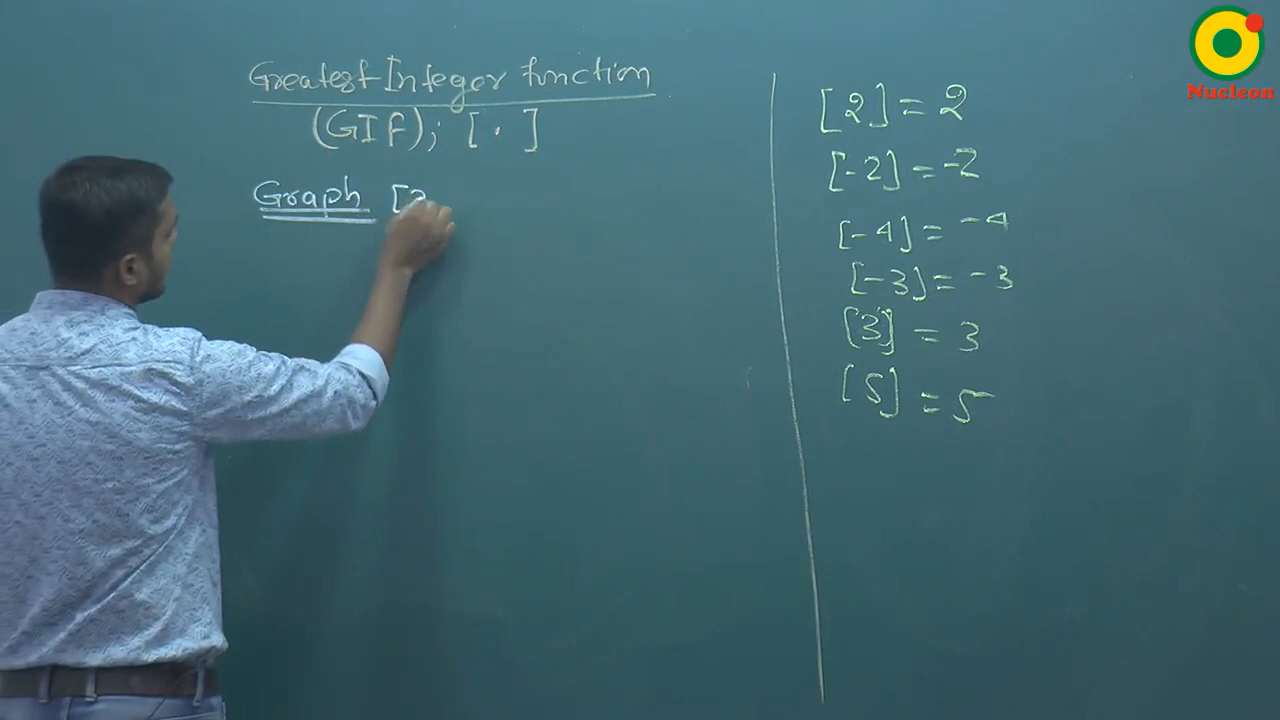 Greatest Integer function
(GIF); [ . ]
Graph [
[2] = 2
[-2] = -2
[-4] = -4
[-3] = -3
[3] = 3
[5] = 5
Nucleon